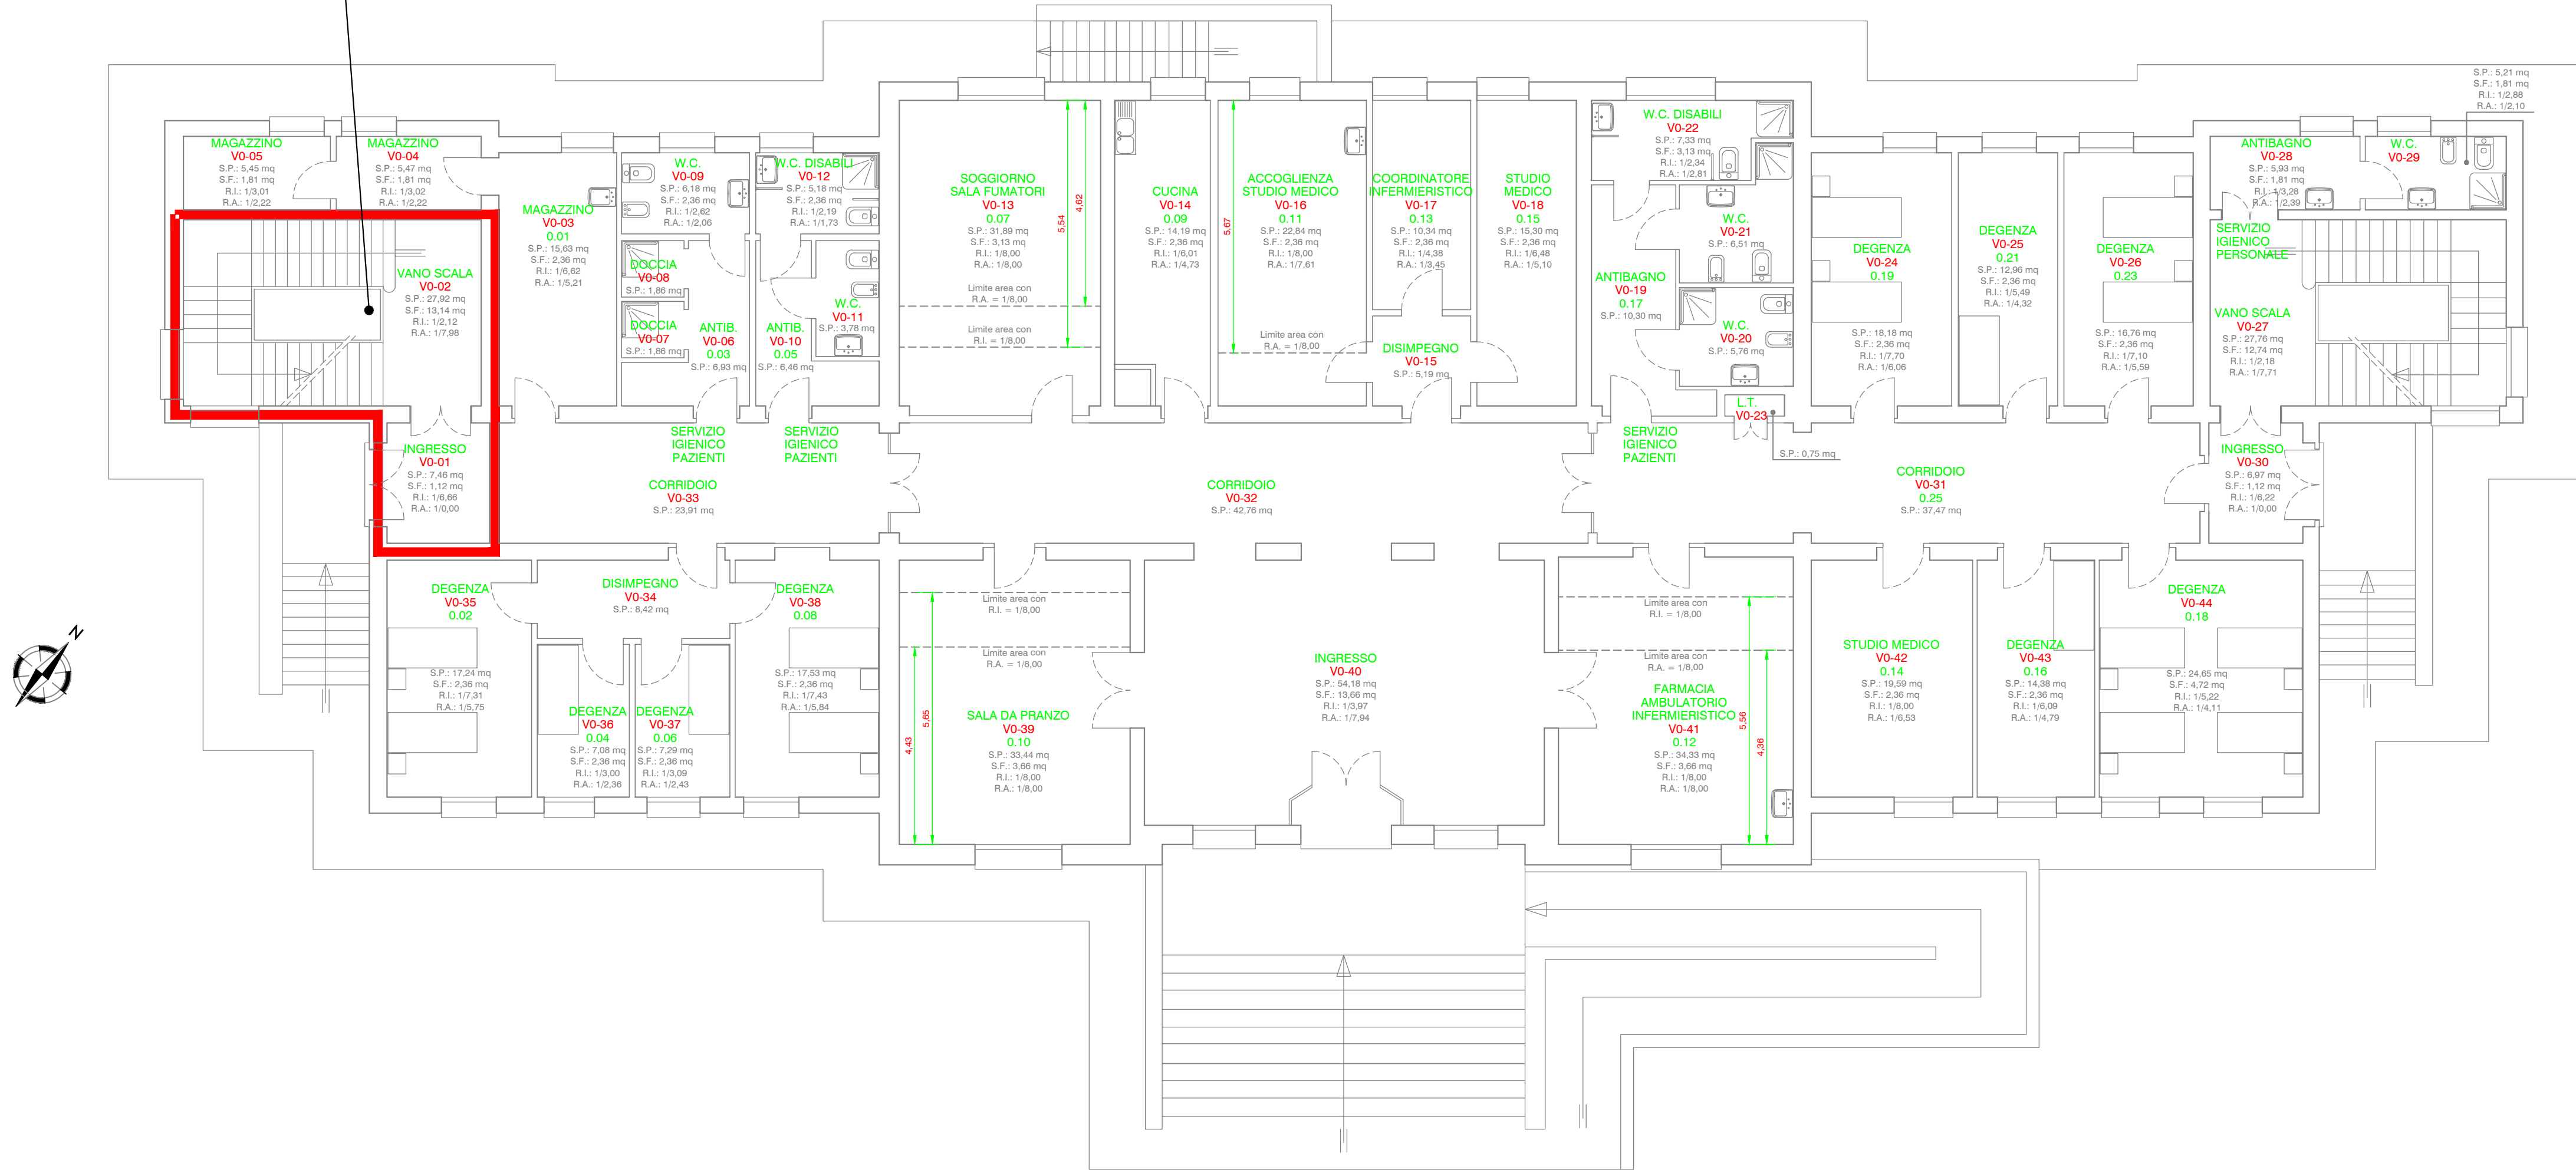 S.P.: 5,21 mq
S.F.: 1,81 mq
R.I.: 1/2,88
R.A.: 1/2,10
MAGAZZINO
V0-05
S.P.: 5,45 mq
S.F.: 1,81 mq
R.I.: 1/3,01
R.A.: 1/2,22
MAGAZZINO
V0-04
S.P.: 5,47 mq
S.F.: 1,81 mq
R.I.: 1/3,02
R.A.: 1/2,22
MAGAZZINO
V0-03
0.01
S.P.: 15,63 mq
S.F.: 2,36 mq
R.I.: 1/6,62
R.A.: 1/5,21
W.C.
V0-09
S.P.: 6,18 mq
S.F.: 2,36 mq
R.I.: 1/2,62
R.A.: 1/2,06
W.C. DISABILI
V0-12
S.P.: 5,18 mq
S.F.: 2,36 mq
R.I.: 1/2,19
R.A.: 1/1,73
VANO SCALA
V0-02
S.P.: 27,92 mq
S.F.: 13,14 mq
R.I.: 1/2,12
R.A.: 1/7,98
DOCCIA
V0-08
S.P.: 1,86 mq
DOCCIA
V0-07
S.P.: 1,86 mq
ANTIB.
V0-06
0.03
S.P.: 6,93 mq
ANTIB.
V0-10
0.05
S.P.: 6,46 mq
W.C.
V0-11
S.P.: 3,78 mq
SOGGIORNO
SALA FUMATORI
V0-13
0.07
S.P.: 31,89 mq
S.F.: 3,13 mq
R.I.: 1/8,00
R.A.: 1/8,00
Limite area con
R.A. = 1/8,00
Limite area con
R.I. = 1/8,00
5,54
4,62
CUCINA
V0-14
0.09
S.P.: 14,19 mq
S.F.: 2,36 mq
R.I.: 1/6,01
R.A.: 1/4,73
5,67
ACCOGLIENZA
STUDIO MEDICO
V0-16
0.11
S.P.: 22,84 mq
S.F.: 2,36 mq
R.I.: 1/8,00
R.A.: 1/7,61
Limite area con
R.A. = 1/8,00
COORDINATORE
INFERMIERISTICO
V0-17
0.13
S.P.: 10,34 mq
S.F.: 2,36 mq
R.I.: 1/4,38
R.A.: 1/3,45
DISIMPEGNO
V0-15
S.P.: 5,19 mq
STUDIO
MEDICO
V0-18
0.15
S.P.: 15,30 mq
S.F.: 2,36 mq
R.I.: 1/6,48
R.A.: 1/5,10
W.C. DISABILI
V0-22
S.P.: 7,33 mq
S.F.: 3,13 mq
R.I.: 1/2,34
R.A.: 1/2,81
W.C.
V0-21
S.P.: 6,51 mq
ANTIBAGNO
V0-19
0.17
S.P.: 10,30 mq
W.C.
V0-20
S.P.: 5,76 mq
L.T.
V0-23
S.P.: 0,75 mq
DEGENZA
V0-24
0.19
S.P.: 18,18 mq
S.F.: 2,36 mq
R.I.: 1/7,70
R.A.: 1/6,06
DEGENZA
V0-25
0.21
S.P.: 12,96 mq
S.F.: 2,36 mq
R.I.: 1/5,49
R.A.: 1/4,32
DEGENZA
V0-26
0.23
S.P.: 16,76 mq
S.F.: 2,36 mq
R.I.: 1/7,10
R.A.: 1/5,59
ANTIBAGNO
V0-28
S.P.: 5,93 mq
S.F.: 1,81 mq
R.I.: 1/3,28
R.A.: 1/2,39
W.C.
V0-29
SERVIZIO
IGIENICO
PERSONALE
VANO SCALA
V0-27
S.P.: 27,76 mq
S.F.: 12,74 mq
R.I.: 1/2,18
R.A.: 1/7,71
INGRESSO
V0-01
S.P.: 7,46 mq
S.F.: 1,12 mq
R.I.: 1/6,66
R.A.: 1/0,00
SERVIZIO
IGIENICO
PAZIENTI
SERVIZIO
IGIENICO
PAZIENTI
CORRIDOIO
V0-33
S.P.: 23,91 mq
CORRIDOIO
V0-32
S.P.: 42,76 mq
SERVIZIO
IGIENICO
PAZIENTI
CORRIDOIO
V0-31
0.25
S.P.: 37,47 mq
INGRESSO
V0-30
S.P.: 6,97 mq
S.F.: 1,12 mq
R.I.: 1/6,22
R.A.: 1/0,00
N
DEGENZA
V0-35
0.02
S.P.: 17,24 mq
S.F.: 2,36 mq
R.I.: 1/7,31
R.A.: 1/5,75
DISIMPEGNO
V0-34
S.P.: 8,42 mq
DEGENZA
V0-36
0.04
S.P.: 7,08 mq
S.F.: 2,36 mq
R.I.: 1/3,00
R.A.: 1/2,36
DEGENZA
V0-37
0.06
S.P.: 7,29 mq
S.F.: 2,36 mq
R.I.: 1/3,09
R.A.: 1/2,43
DEGENZA
V0-38
0.08
S.P.: 17,53 mq
S.F.: 2,36 mq
R.I.: 1/7,43
R.A.: 1/5,84
Limite area con
R.I. = 1/8,00
Limite area con
R.A. = 1/8,00
4,43
5,65
SALA DA PRANZO
V0-39
0.10
S.P.: 33,44 mq
S.F.: 3,66 mq
R.I.: 1/8,00
R.A.: 1/8,00
INGRESSO
V0-40
S.P.: 54,18 mq
S.F.: 13,66 mq
R.I.: 1/3,97
R.A.: 1/7,94
Limite area con
R.I. = 1/8,00
Limite area con
R.A. = 1/8,00
FARMACIA
AMBULATORIO
INFERMIERISTICO
V0-41
0.12
S.P.: 34,33 mq
S.F.: 3,66 mq
R.I.: 1/8,00
R.A.: 1/8,00
5,56
4,36
STUDIO MEDICO
V0-42
0.14
S.P.: 19,59 mq
S.F.: 2,36 mq
R.I.: 1/8,00
R.A.: 1/6,53
DEGENZA
V0-43
0.16
S.P.: 14,38 mq
S.F.: 2,36 mq
R.I.: 1/6,09
R.A.: 1/4,79
DEGENZA
V0-44
0.18
S.P.: 24,65 mq
S.F.: 4,72 mq
R.I.: 1/5,22
R.A.: 1/4,11